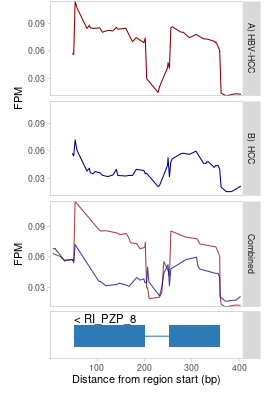 0.09
0.06
0.03
A) HBV-HCC
FPM
0.09
0.06
0.03
B) HCC
0.09
0.06
0.03
FPM
Combined
< RI_PZP_8
100
200
300
400
Distance from region start (bp)